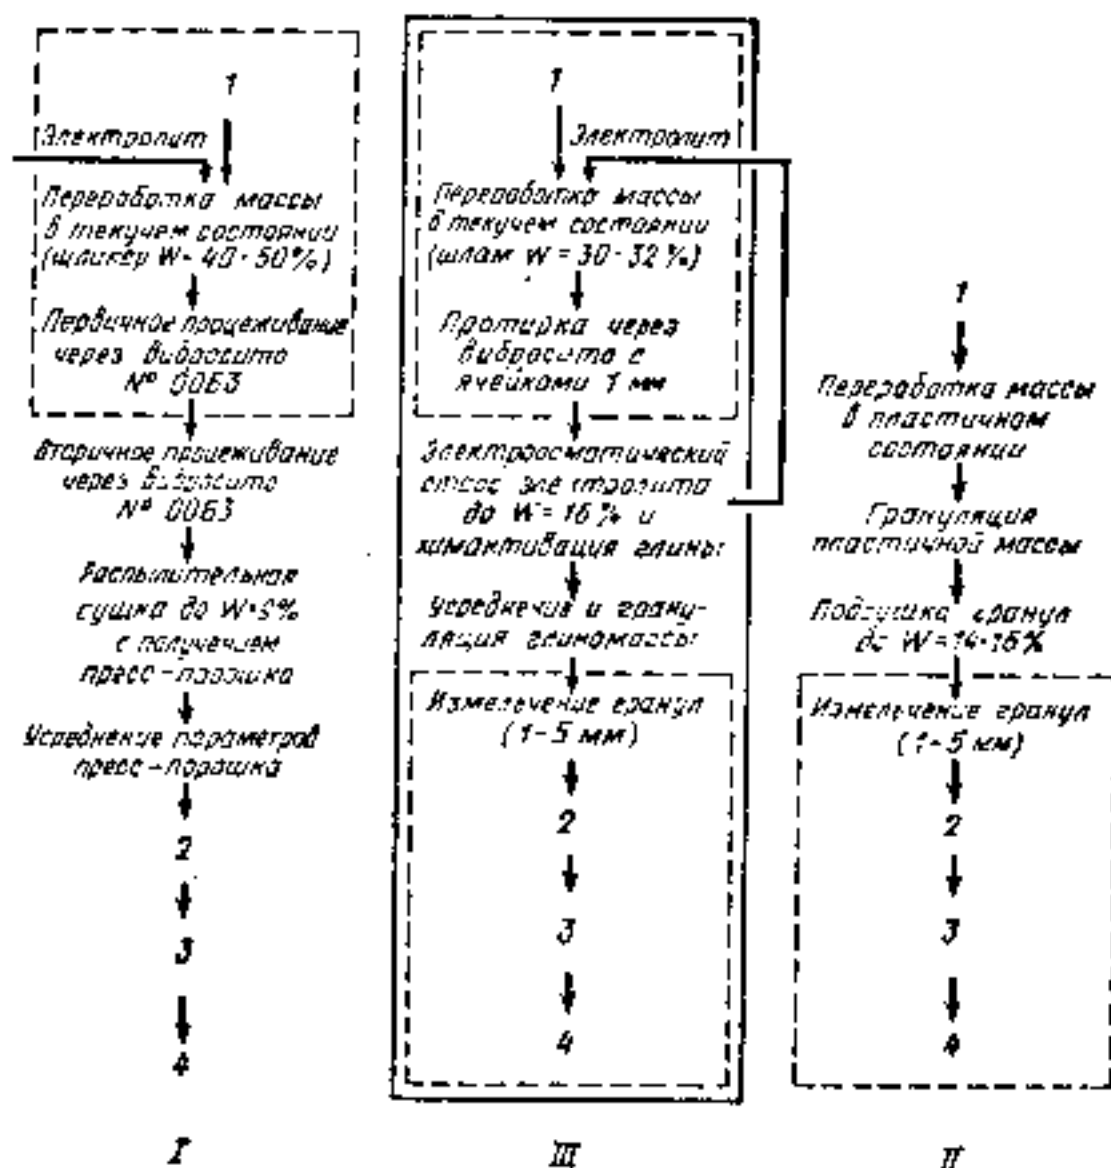 1
Электролит
Переработка массы
в текучем состоянии
(шликер W = 40-50%)
Первичное процеживание
через вибросито
№ 0063
Вторичное процеживание
через вибросито
№ 0063
Распылительная
сушка до W=9%
с получением
пресс-порошка
Усреднение параметров
пресс-порошка
2
3
4
I
1
Электролит
Переработка массы
в текучем состоянии
(шлам W = 30-32%)
Протирка через
вибросито с
ячейками 1 мм
Электроосматический
отсос электролита
до W = 16% и
химактивация глины
Усреднение и грану-
ляция глиномассы
Измельчение гранул
(1-5 мм)
2
3
4
III
1
Переработка массы
в пластичном
состоянии
Грануляция
пластичной массы
Подсушка гранул
до W = 14-16%
Измельчение гранул
(1-5 мм)
2
3
4
II